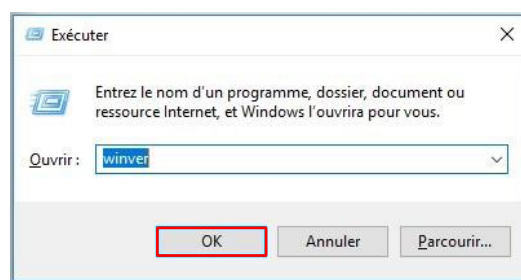 Exécuter
Entrez le nom d'un programme, dossier, document ou
ressource Internet, et Windows l'ouvrira pour vous.
Ouvrir : winver
OK Annuler Parcourir...